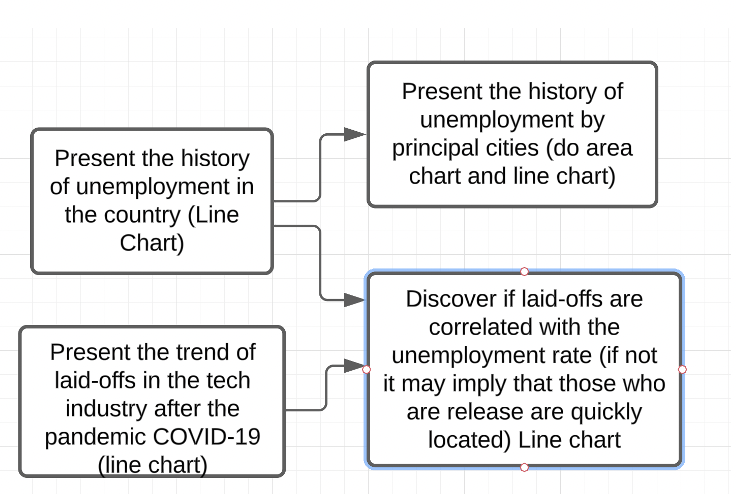 Present the history
of unemployment in
the country (Line
Chart)
Present the history of
unemployment by
principal cities (do area
chart and line chart)
Present the trend of
laid-offs in the tech
industry after the
pandemic COVID-19
(line chart)
Discover if laid-offs are
correlated with the
unemployment rate (if not
it may imply that those who
are release are quickly
located) Line chart